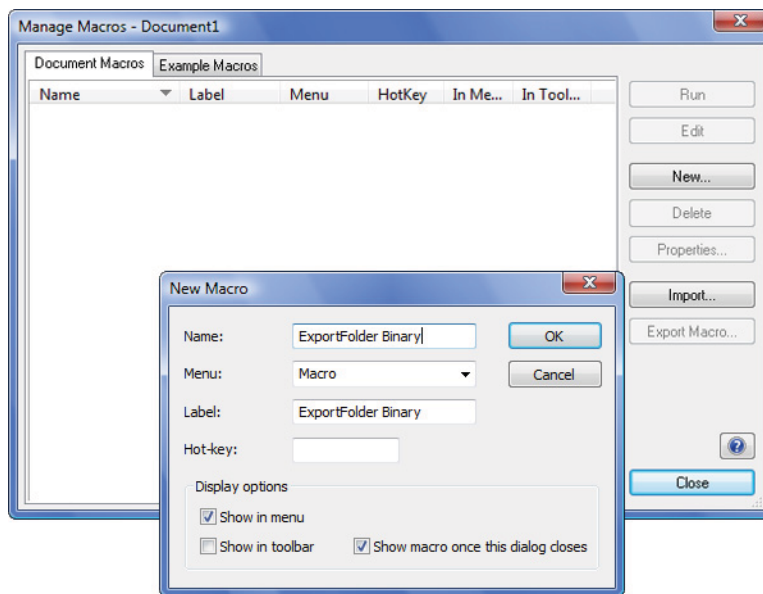 Manage Macros - Document1
Document Macros Example Macros
Name Label Menu HotKey In Me... In Tool...
Run
Edit
New...
Delete
Properties...
Import...
Export Macro...
Close
New Macro
Name: ExportFolder Binary OK
Menu: Macro Cancel
Label: ExportFolder Binary
Hot-key:
Display options
Show in menu
Show in toolbar Show macro once this dialog closes